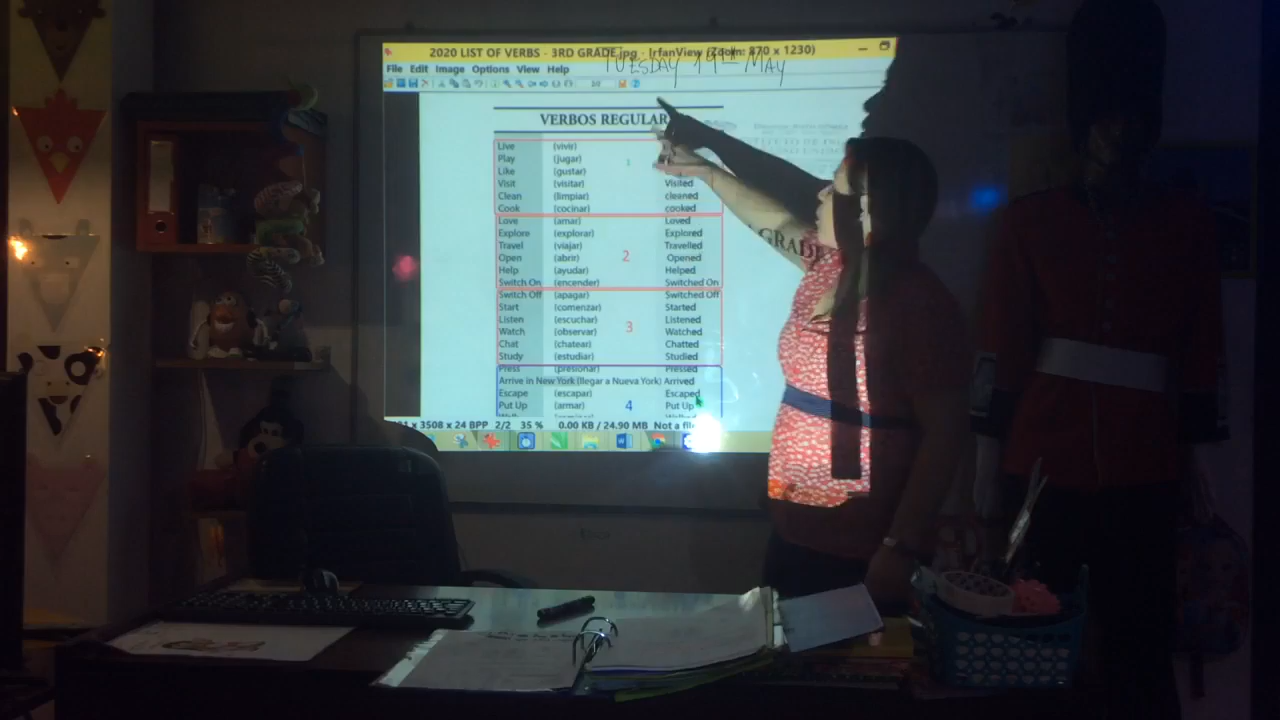 2020 LIST OF VERBS - 3RD GRADE.jpg - IrfanView (Zoom: 870 x 1230)
TUESDAY 19TH MAY
File Edit Image Options View Help
VERBOS REGULAR
Live (vivir)
Play (jugar) 1
Like (gustar)
Visit (visitar) Visited
Clean (limpiar) cleaned
Cook (cocinar) cooked
Love (amar) Loved
Explore (explorar) Explored
Travel (viajar) Travelled
Open (abrir) 2 Opened
Help (ayudar) Helped
Switch On (encender) Switched On
Switch Off (apagar) Switched Off
Start (comenzar) Started
Listen (escuchar) 3 Listened
Watch (observar) Watched
Chat (chatear) Chatted
Study (estudiar) Studied
Press (presionar) Pressed
Arrive in New York (llegar a Nueva York) Arrived
Escape (escapar) Escaped
Put Up (armar) 4 Put Up
x 3508 x 24 BPP 2/2 35 % 0.00 KB / 24.90 MB Not a fil
GRADE